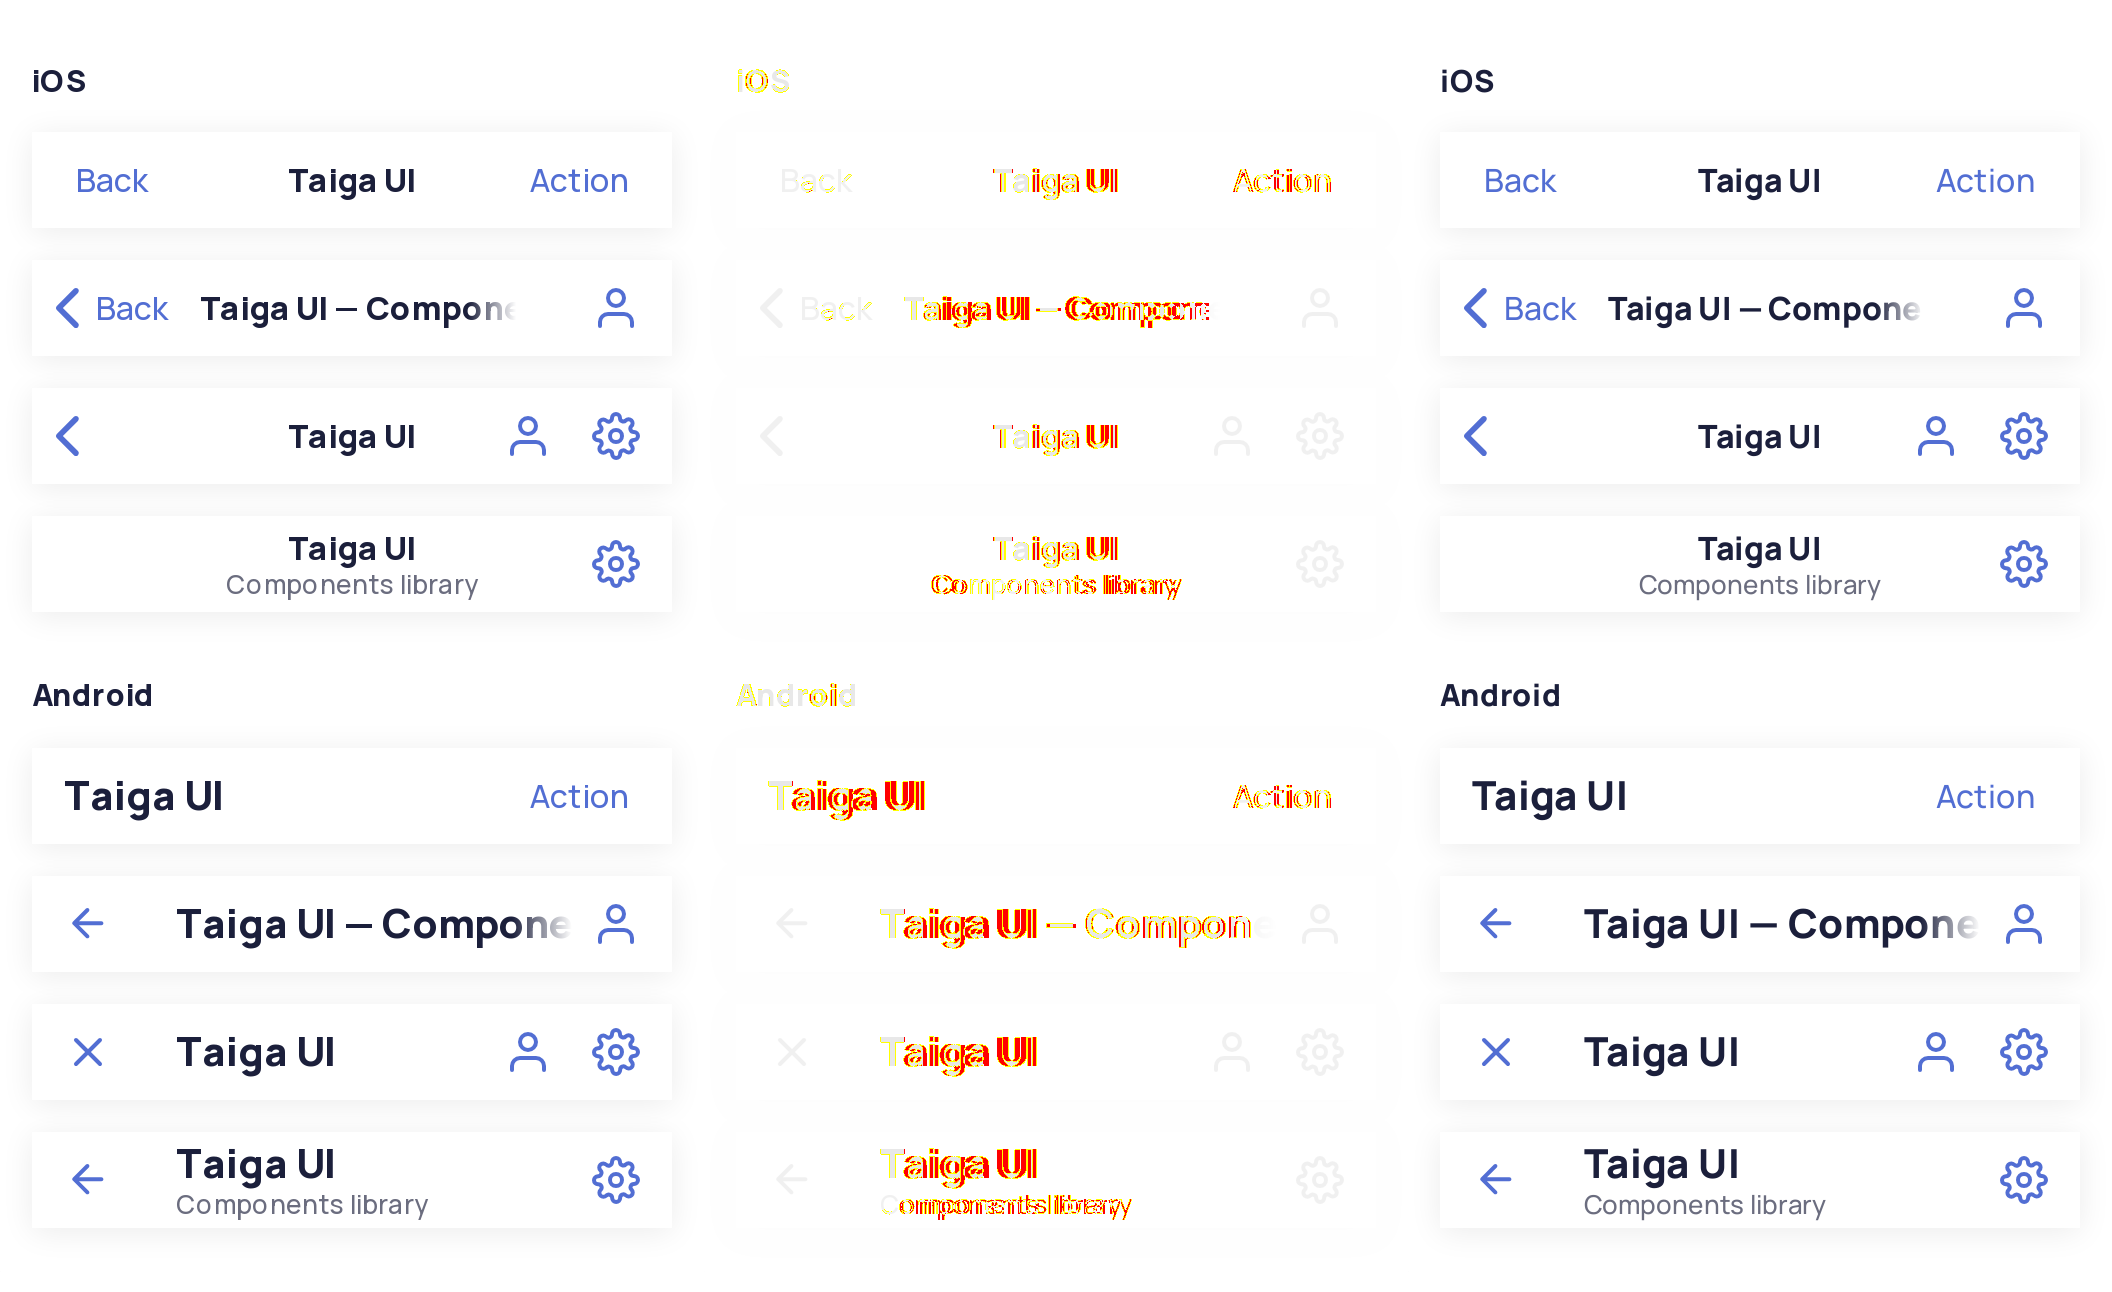 iOS
Back Taiga UI Action
Back Taiga UI – Compone
Taiga UI
Taiga UI
Components library
Android
Taiga UI Action
Taiga UI – Compone
Taiga UI
Taiga UI
Components library
iOS
Back Taiga UI Action
Back Taiga UI – Compone
Taiga UI
Taiga UI
Components library
Android
Taiga UI Action
Taiga UI – Compone
Taiga UI
Taiga UI
Components library
iOS
Back Taiga UI Action
Back Taiga UI – Compone
Taiga UI
Taiga UI
Components library
Android
Taiga UI Action
Taiga UI – Compone
Taiga UI
Taiga UI
Components library